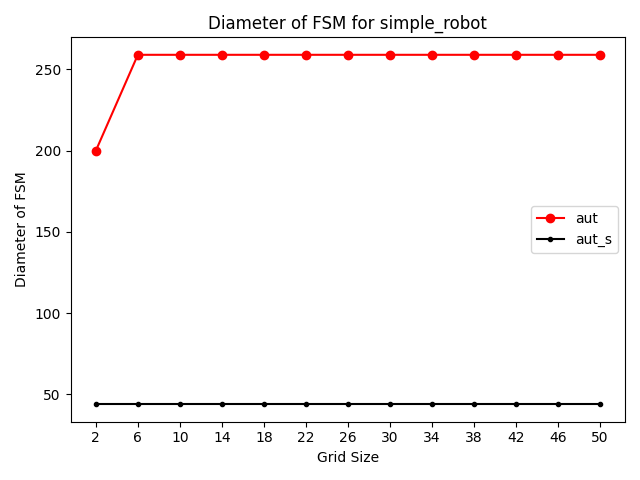 Diameter of FSM for simple_robot
Diameter of FSM
250
200
150
100
50
aut
aut_s
2 6 10 14 18 22 26 30 34 38 42 46 50
Grid Size